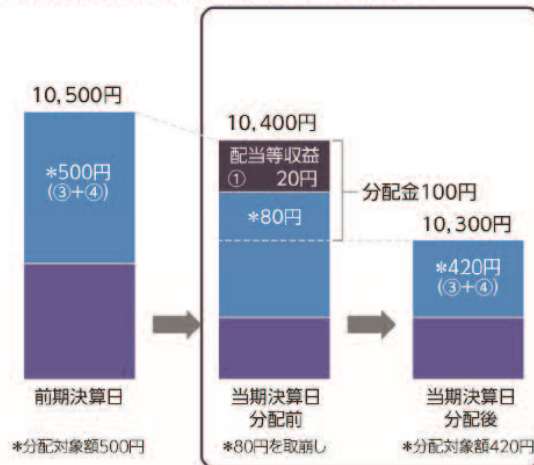 10,500円
*500円
(③+④)
前期決算日
*分配対象額500円
10,400円
配当等収益
① 20円
*80円
分配金100円
当期決算日
分配前
*80円を取崩し
10,300円
*420円
(③+④)
当期決算日
分配後
*分配対象額420円